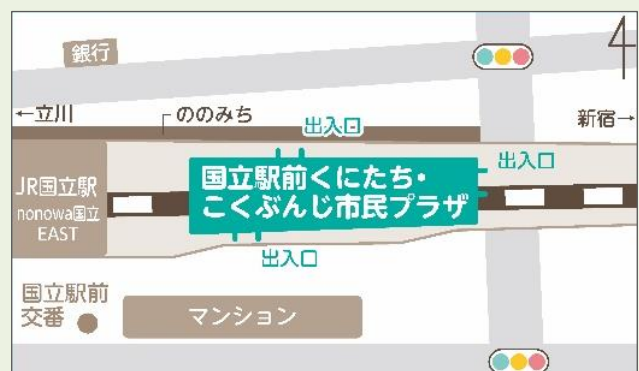 銀行
←立川
ののみち
出入口
新宿→
出入口
国立駅前くにたち・
こくぶんじ市民プラザ
JR国立駅
nonowa国立
EAST
出入口
国立駅前
交番
マンション